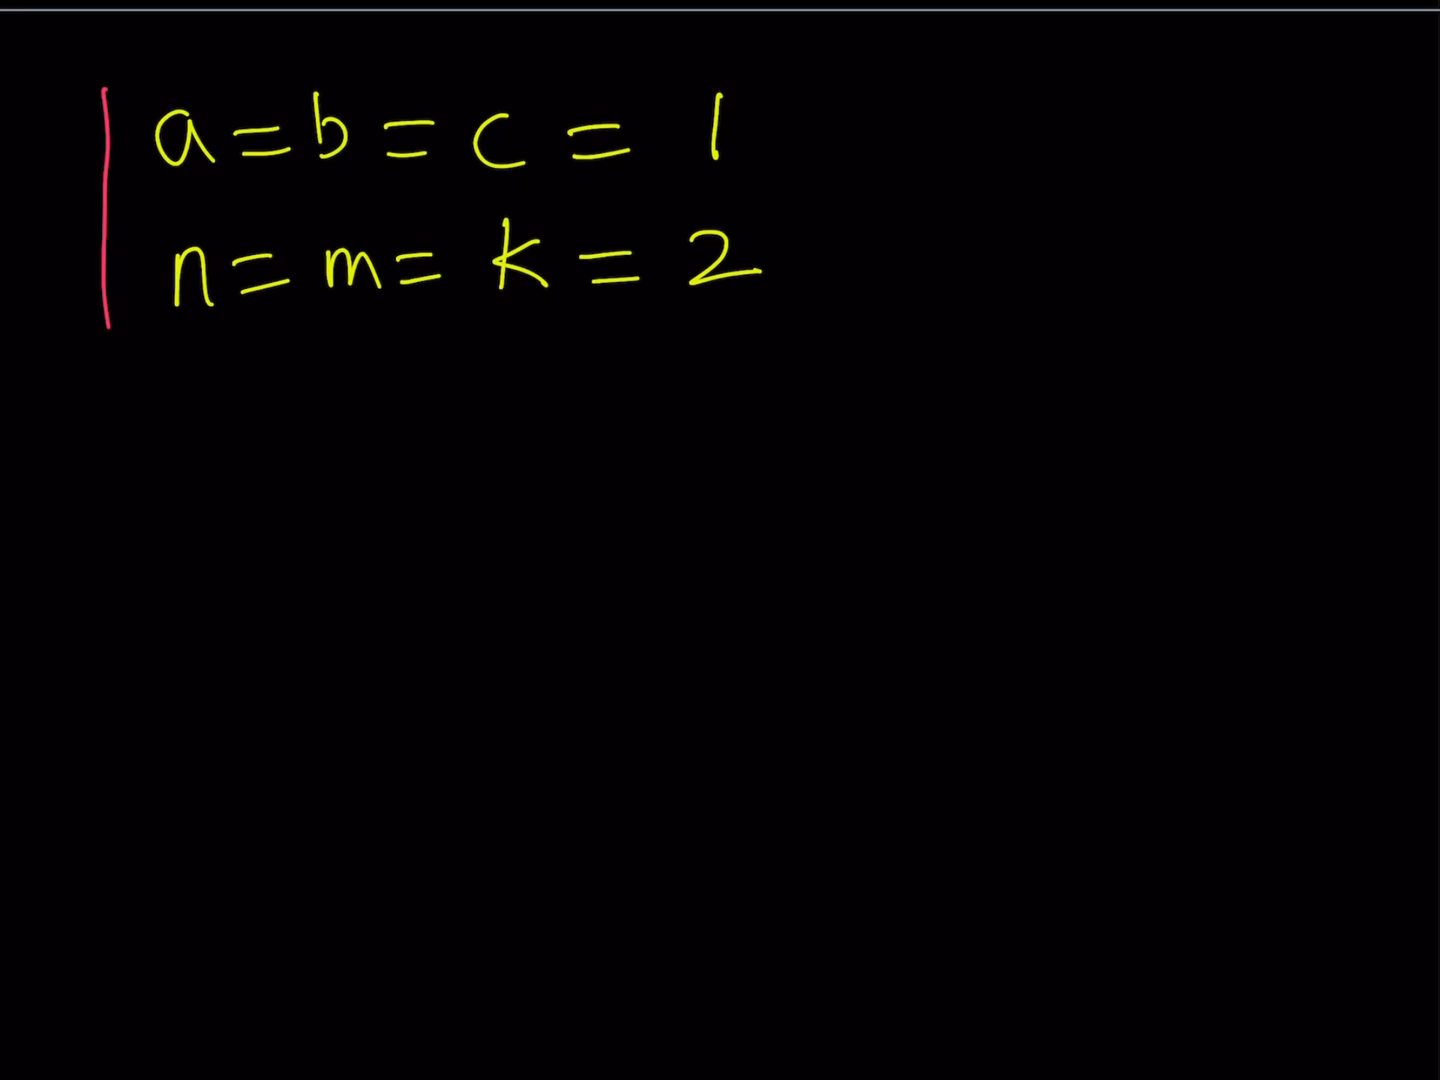 a = b = c = 1
n = m = k = 2